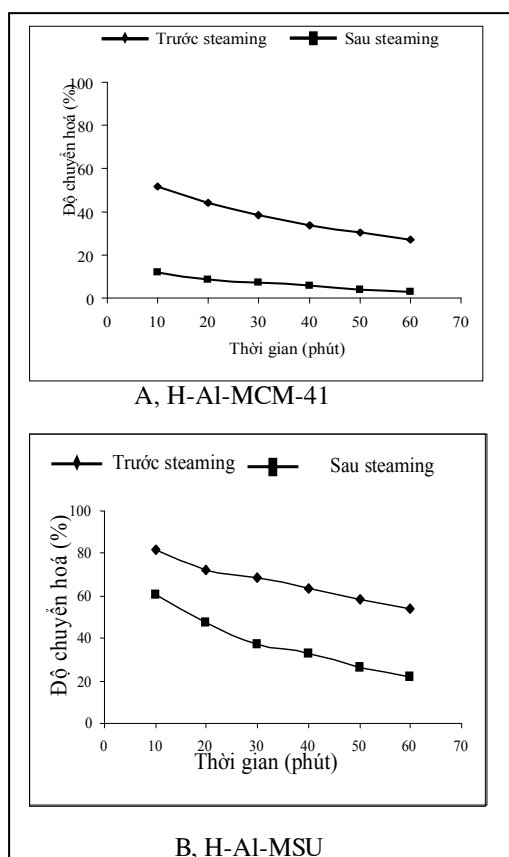 Trước steaming Sau steaming
100
80
60
40
20
0
Độ chuyển hoá (%)
0 10 20 30 40 50 60 70
Thời gian (phút)
A, H-Al-MCM-41
Trước steaming Sau steaming
100
80
60
40
20
0
Độ chuyển hoá (%)
0 10 20 30 40 50 60 70
Thời gian (phút)
B, H-Al-MSU